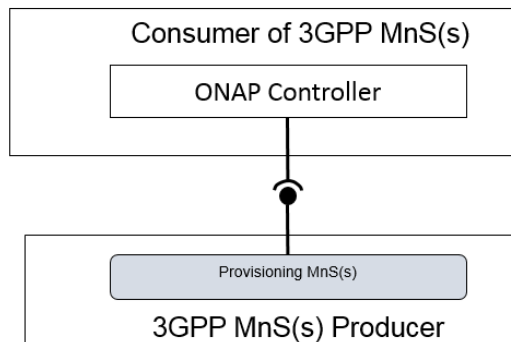 Consumer of 3GPP MnS(s)
ONAP Controller
Provisioning MnS(s)
3GPP MnS(s) Producer